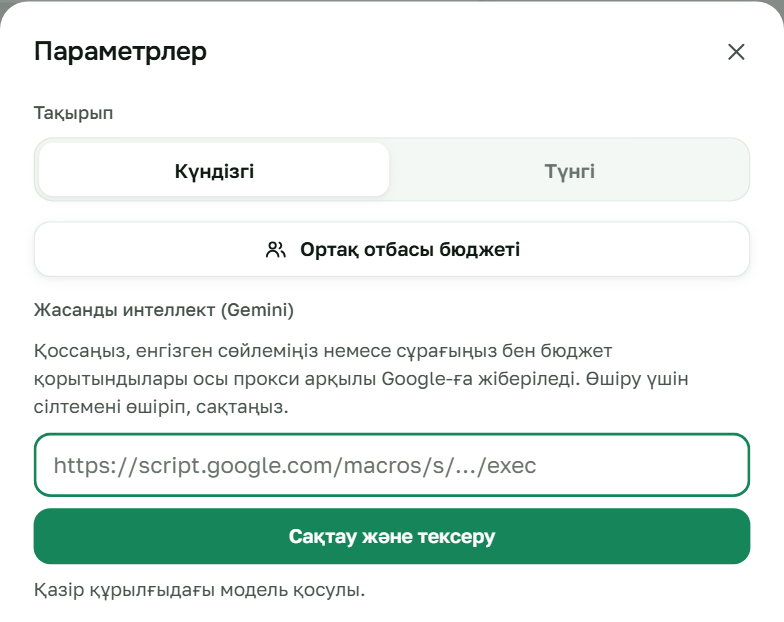 Параметрлер
Тақырып
Күндізгі
Түнгі
Ортақ отбасы бюджеті
Жасанды интеллект (Gemini)
Қоссаңыз, енгізген сөйлеміңіз немесе сұрағыңыз бен бюджет
қорытындылары осы прокси арқылы Google-ға жіберіледі. Өшіру үшін
сілтемені өшіріп, сақтаңыз.
https://script.google.com/macros/s/.../exec
Сақтау және тексеру
Қазір құрылғыдағы модель қосулы.